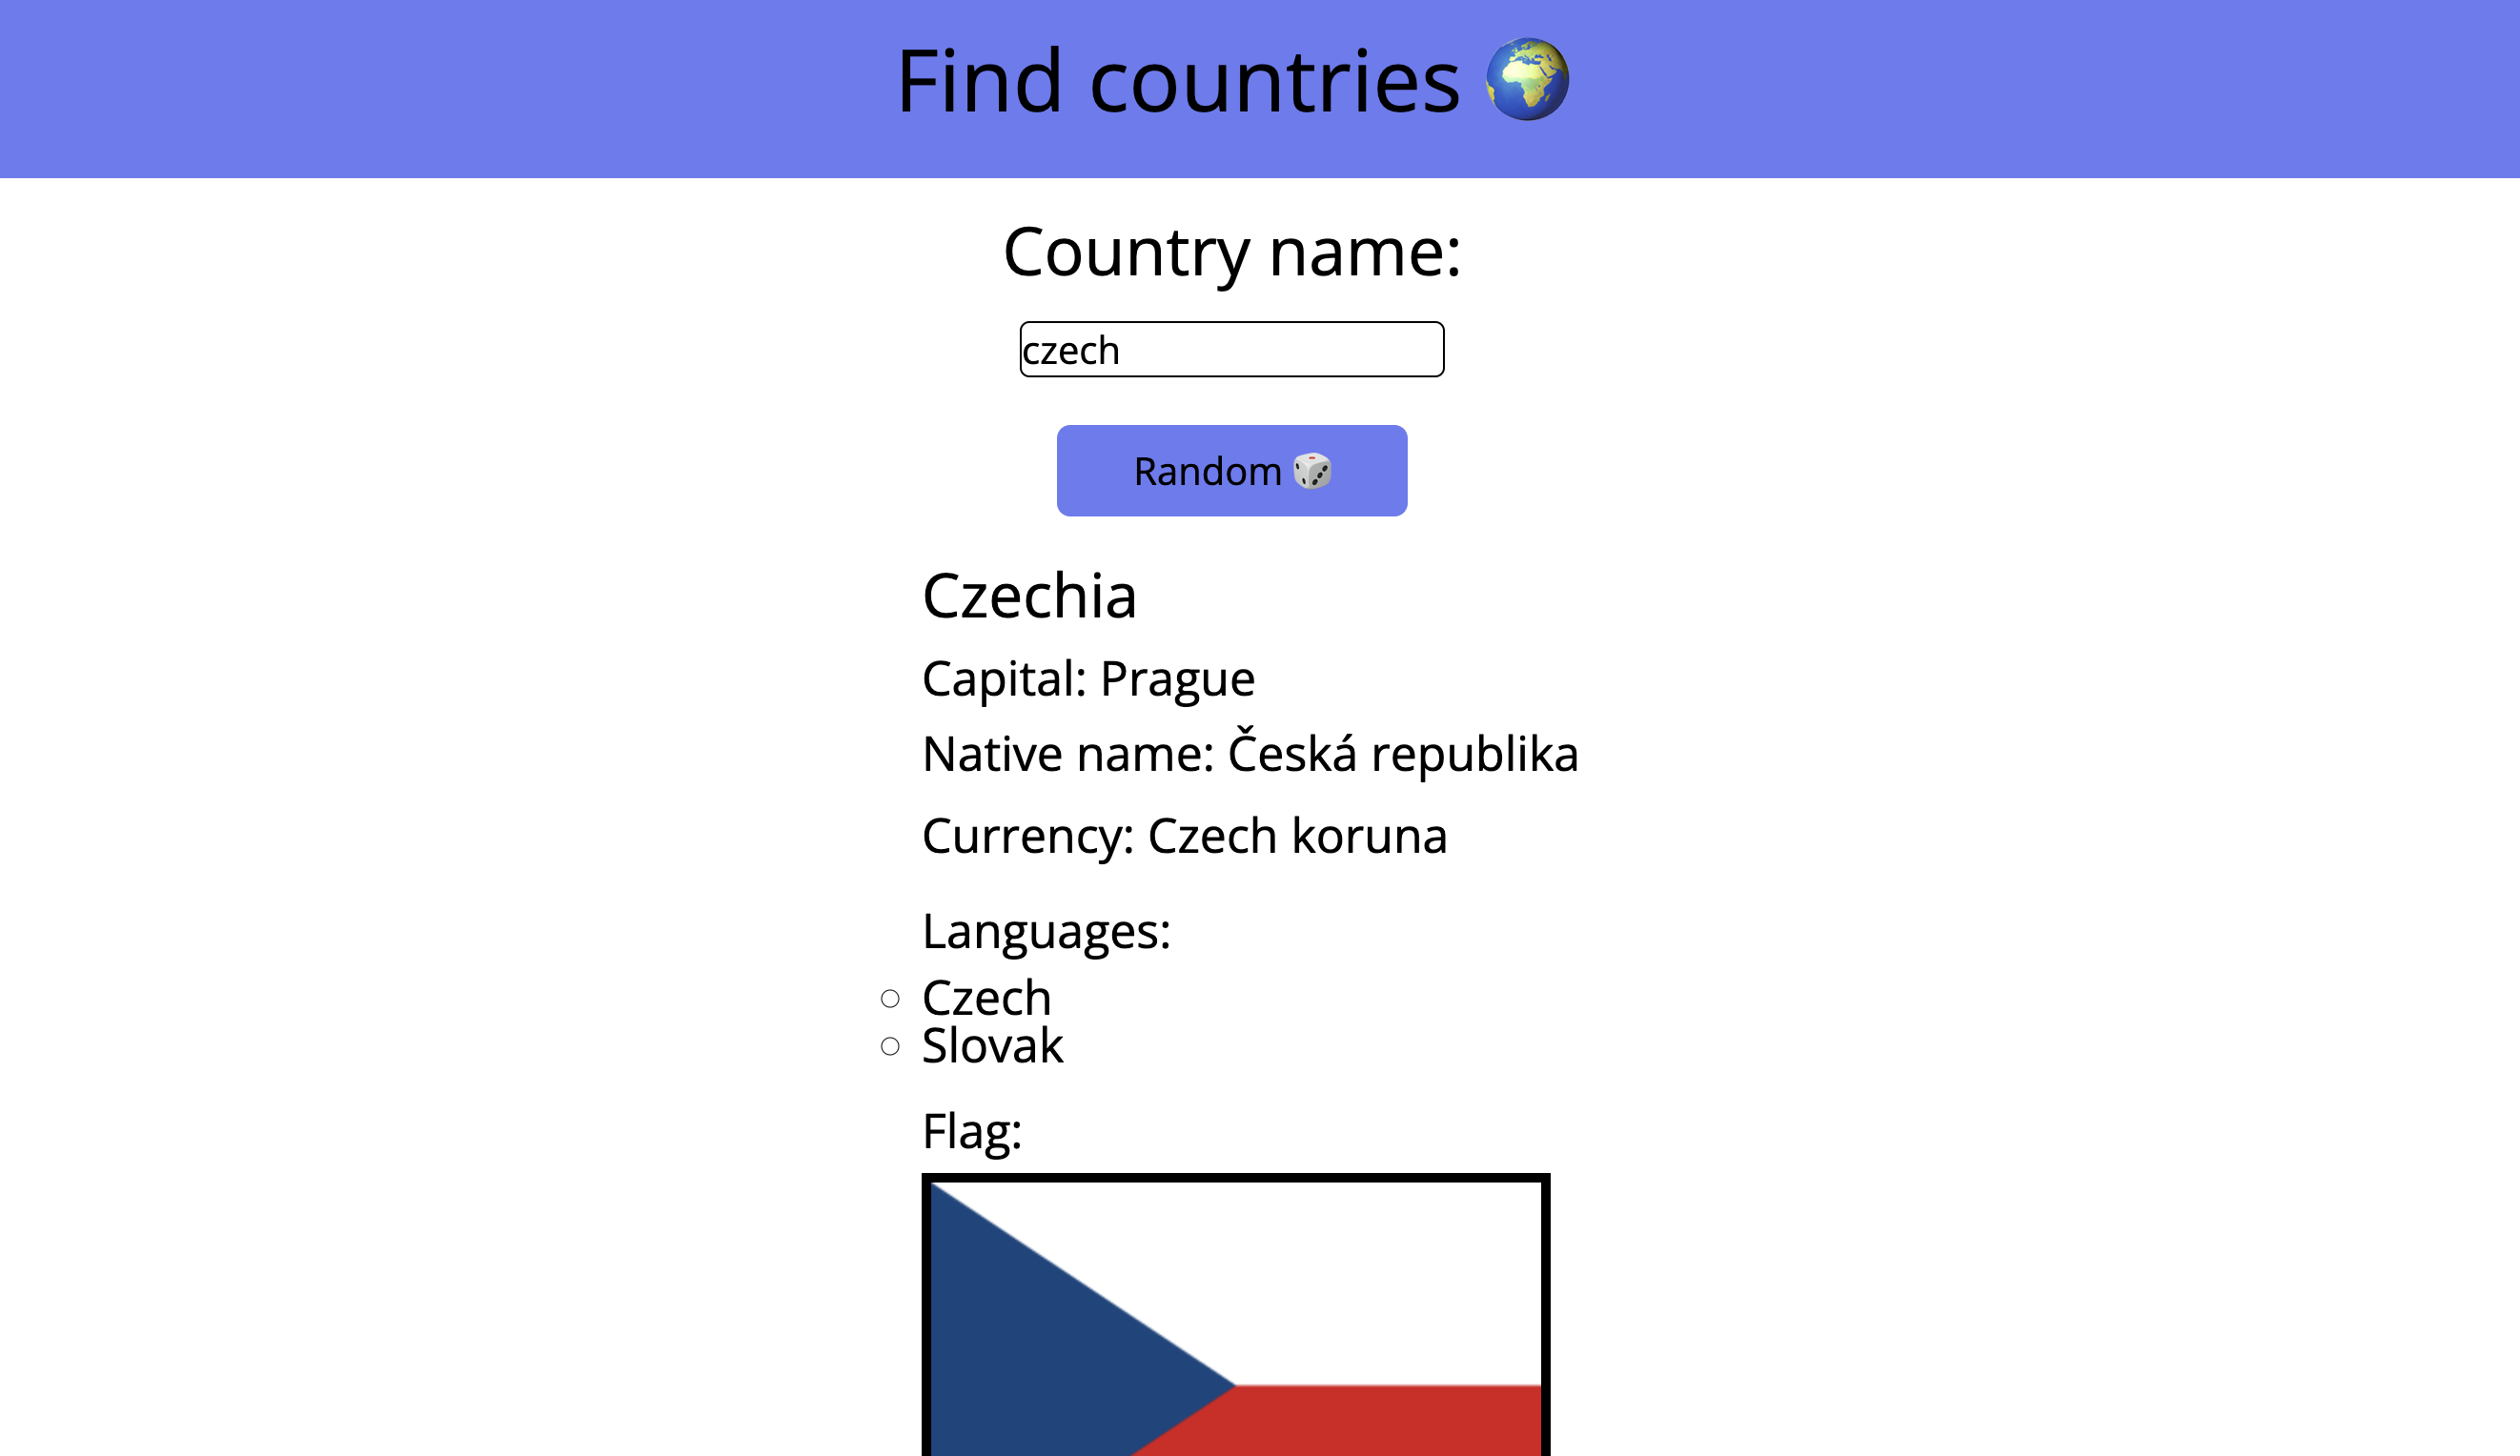 Find countries 🌍
Country name:
czech
Random 🎲
Czechia
Capital: Prague
Native name: Česká republika
Currency: Czech koruna
Languages:
Czech
Slovak
Flag: